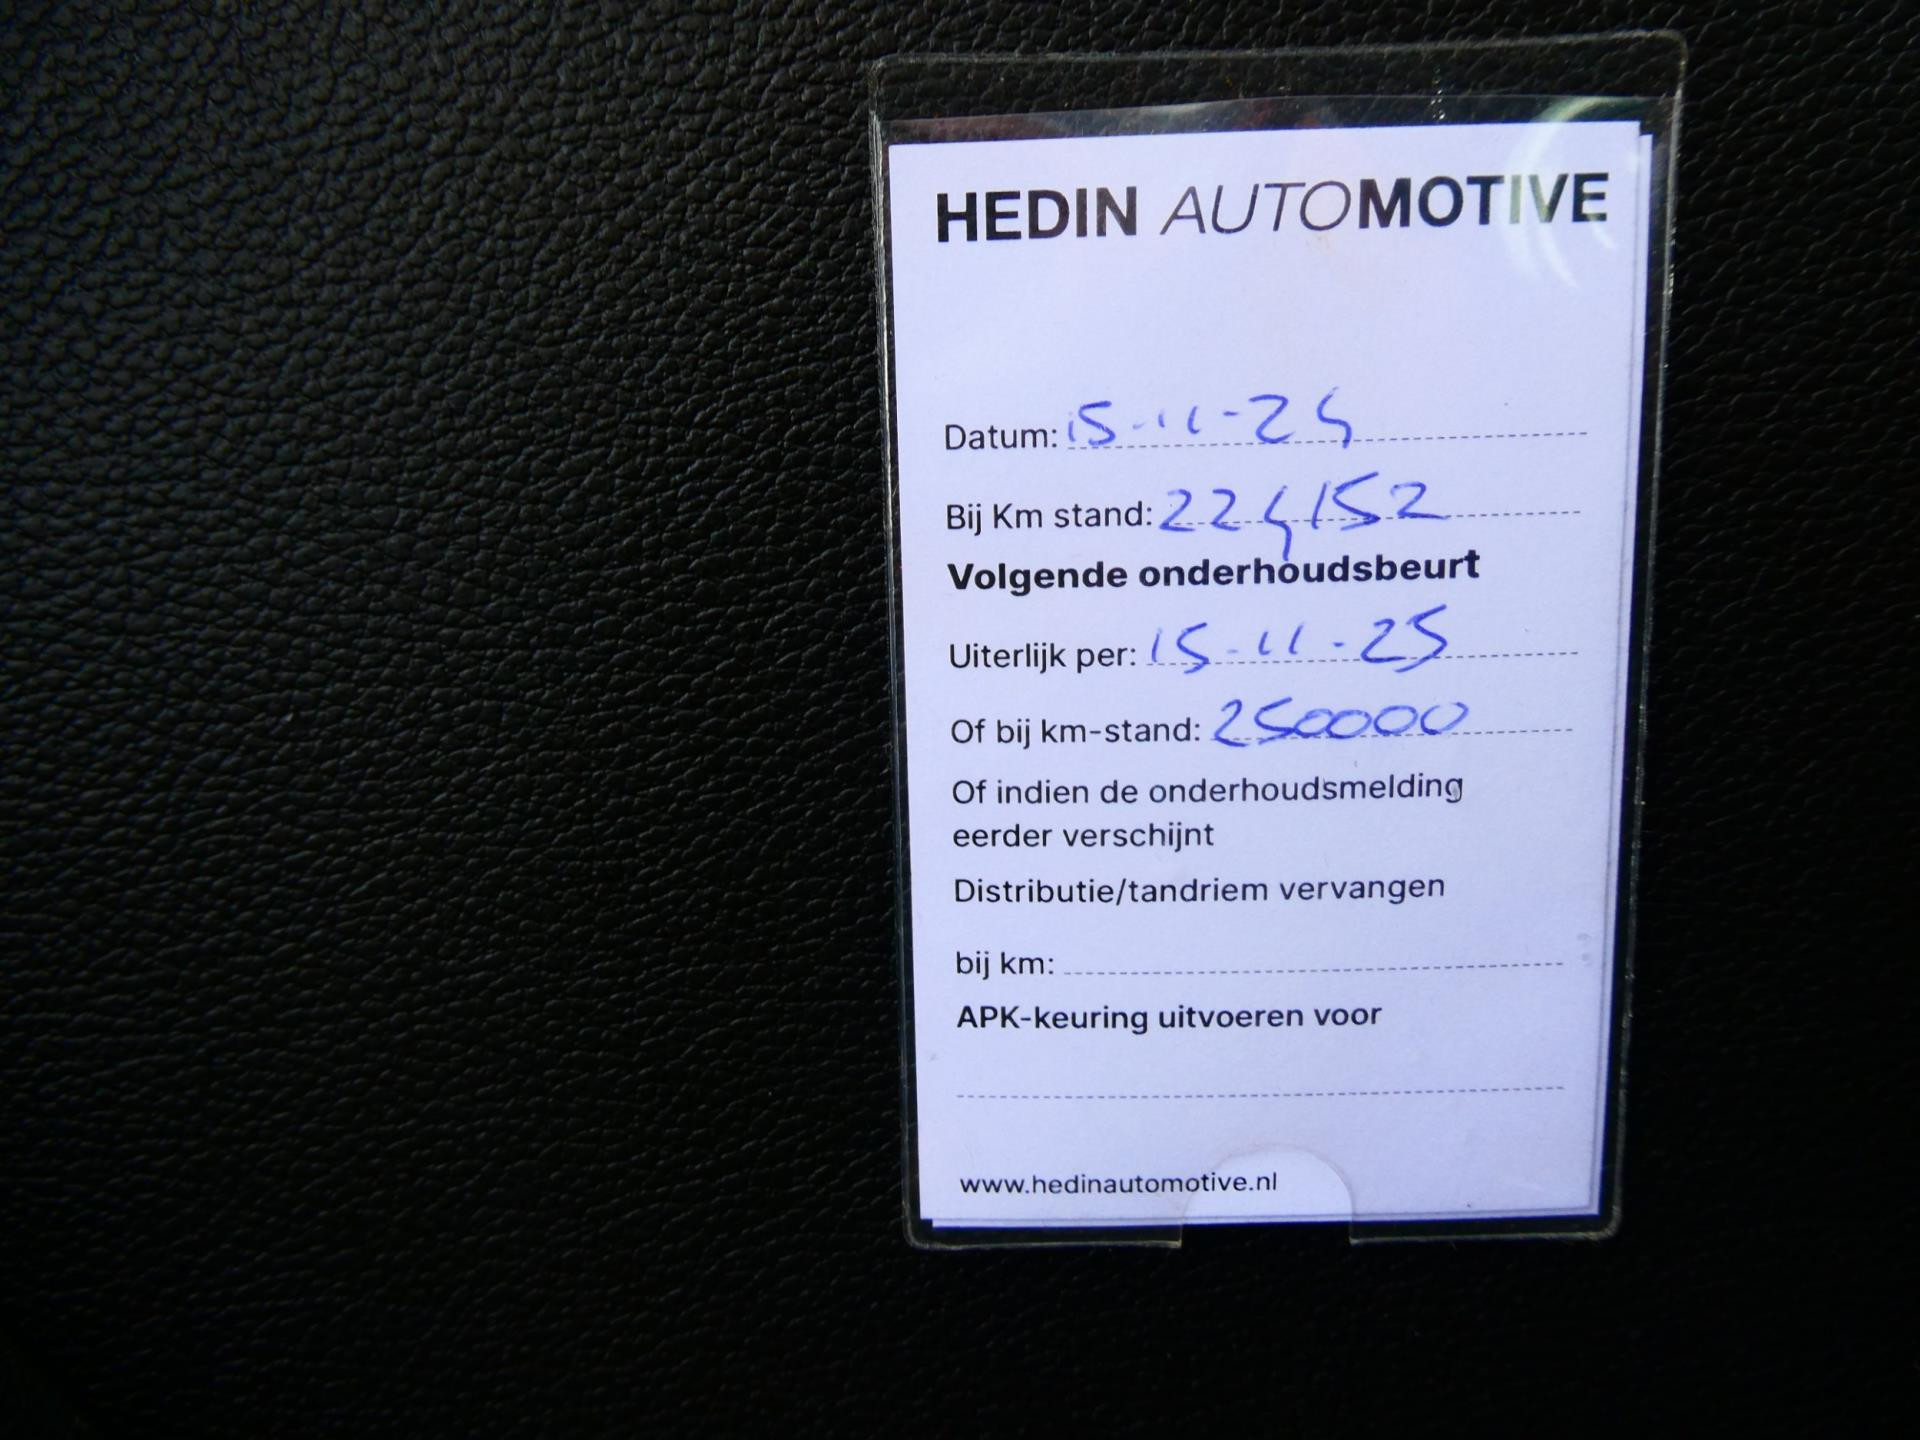 HEDIN AUTOMOTIVE
Datum: 15-11-24
Bij Km stand: 224152
Volgende onderhoudsbeurt
Uiterlijk per: 15-11-25
Of bij km-stand: 250000
Of indien de onderhoudsmelding
eerder verschijnt
Distributie/tandriem vervangen
bij km:
APK-keuring uitvoeren voor
www.hedinautomotive.nl